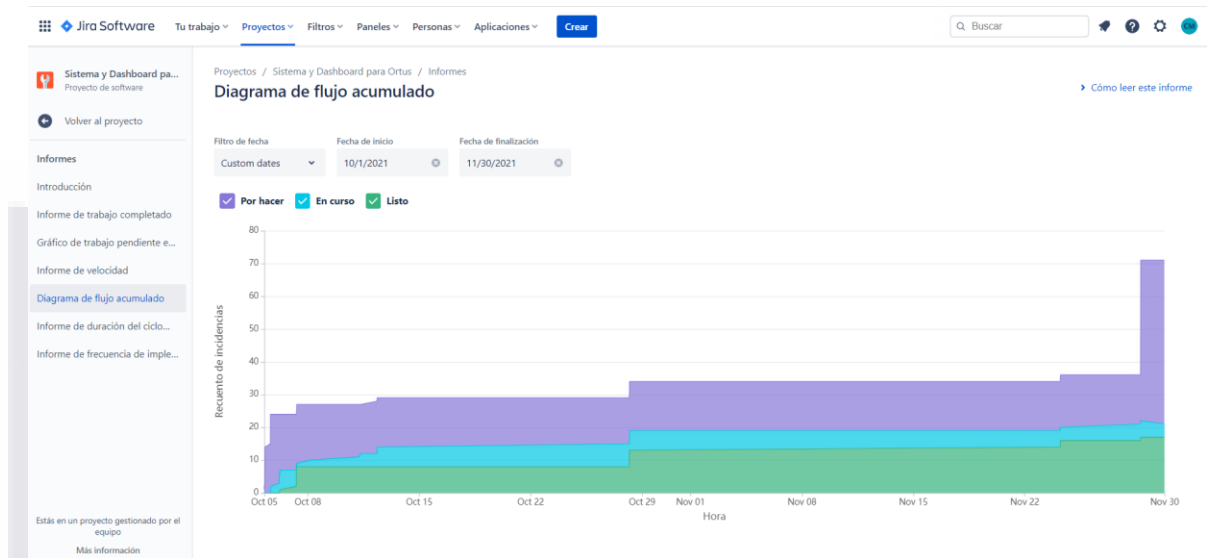 Jira Software
Tu trabajo
Proyectos
Filtros
Paneles
Personas
Aplicaciones
Crear
Buscar
CM
Sistema y Dashboard pa...
Proyecto de software
Volver al proyecto
Informes
Introducción
Informe de trabajo completado
Gráfico de trabajo pendiente e...
Informe de velocidad
Diagrama de flujo acumulado
Informe de duración del ciclo...
Informe de frecuencia de imple...
Estás en un proyecto gestionado por el
equipo
Más información
Proyectos / Sistema y Dashboard para Ortus / Informes
Diagrama de flujo acumulado
Cómo leer este informe
Filtro de fecha
Custom dates
Fecha de inicio
10/1/2021
Fecha de finalización
11/30/2021
Por hacer
En curso
Listo
Recuento de incidencias
80
70
60
50
40
30
20
10
0
Oct 05
Oct 08
Oct 15
Oct 22
Oct 29
Nov 01
Nov 08
Nov 15
Nov 22
Nov 30
Hora